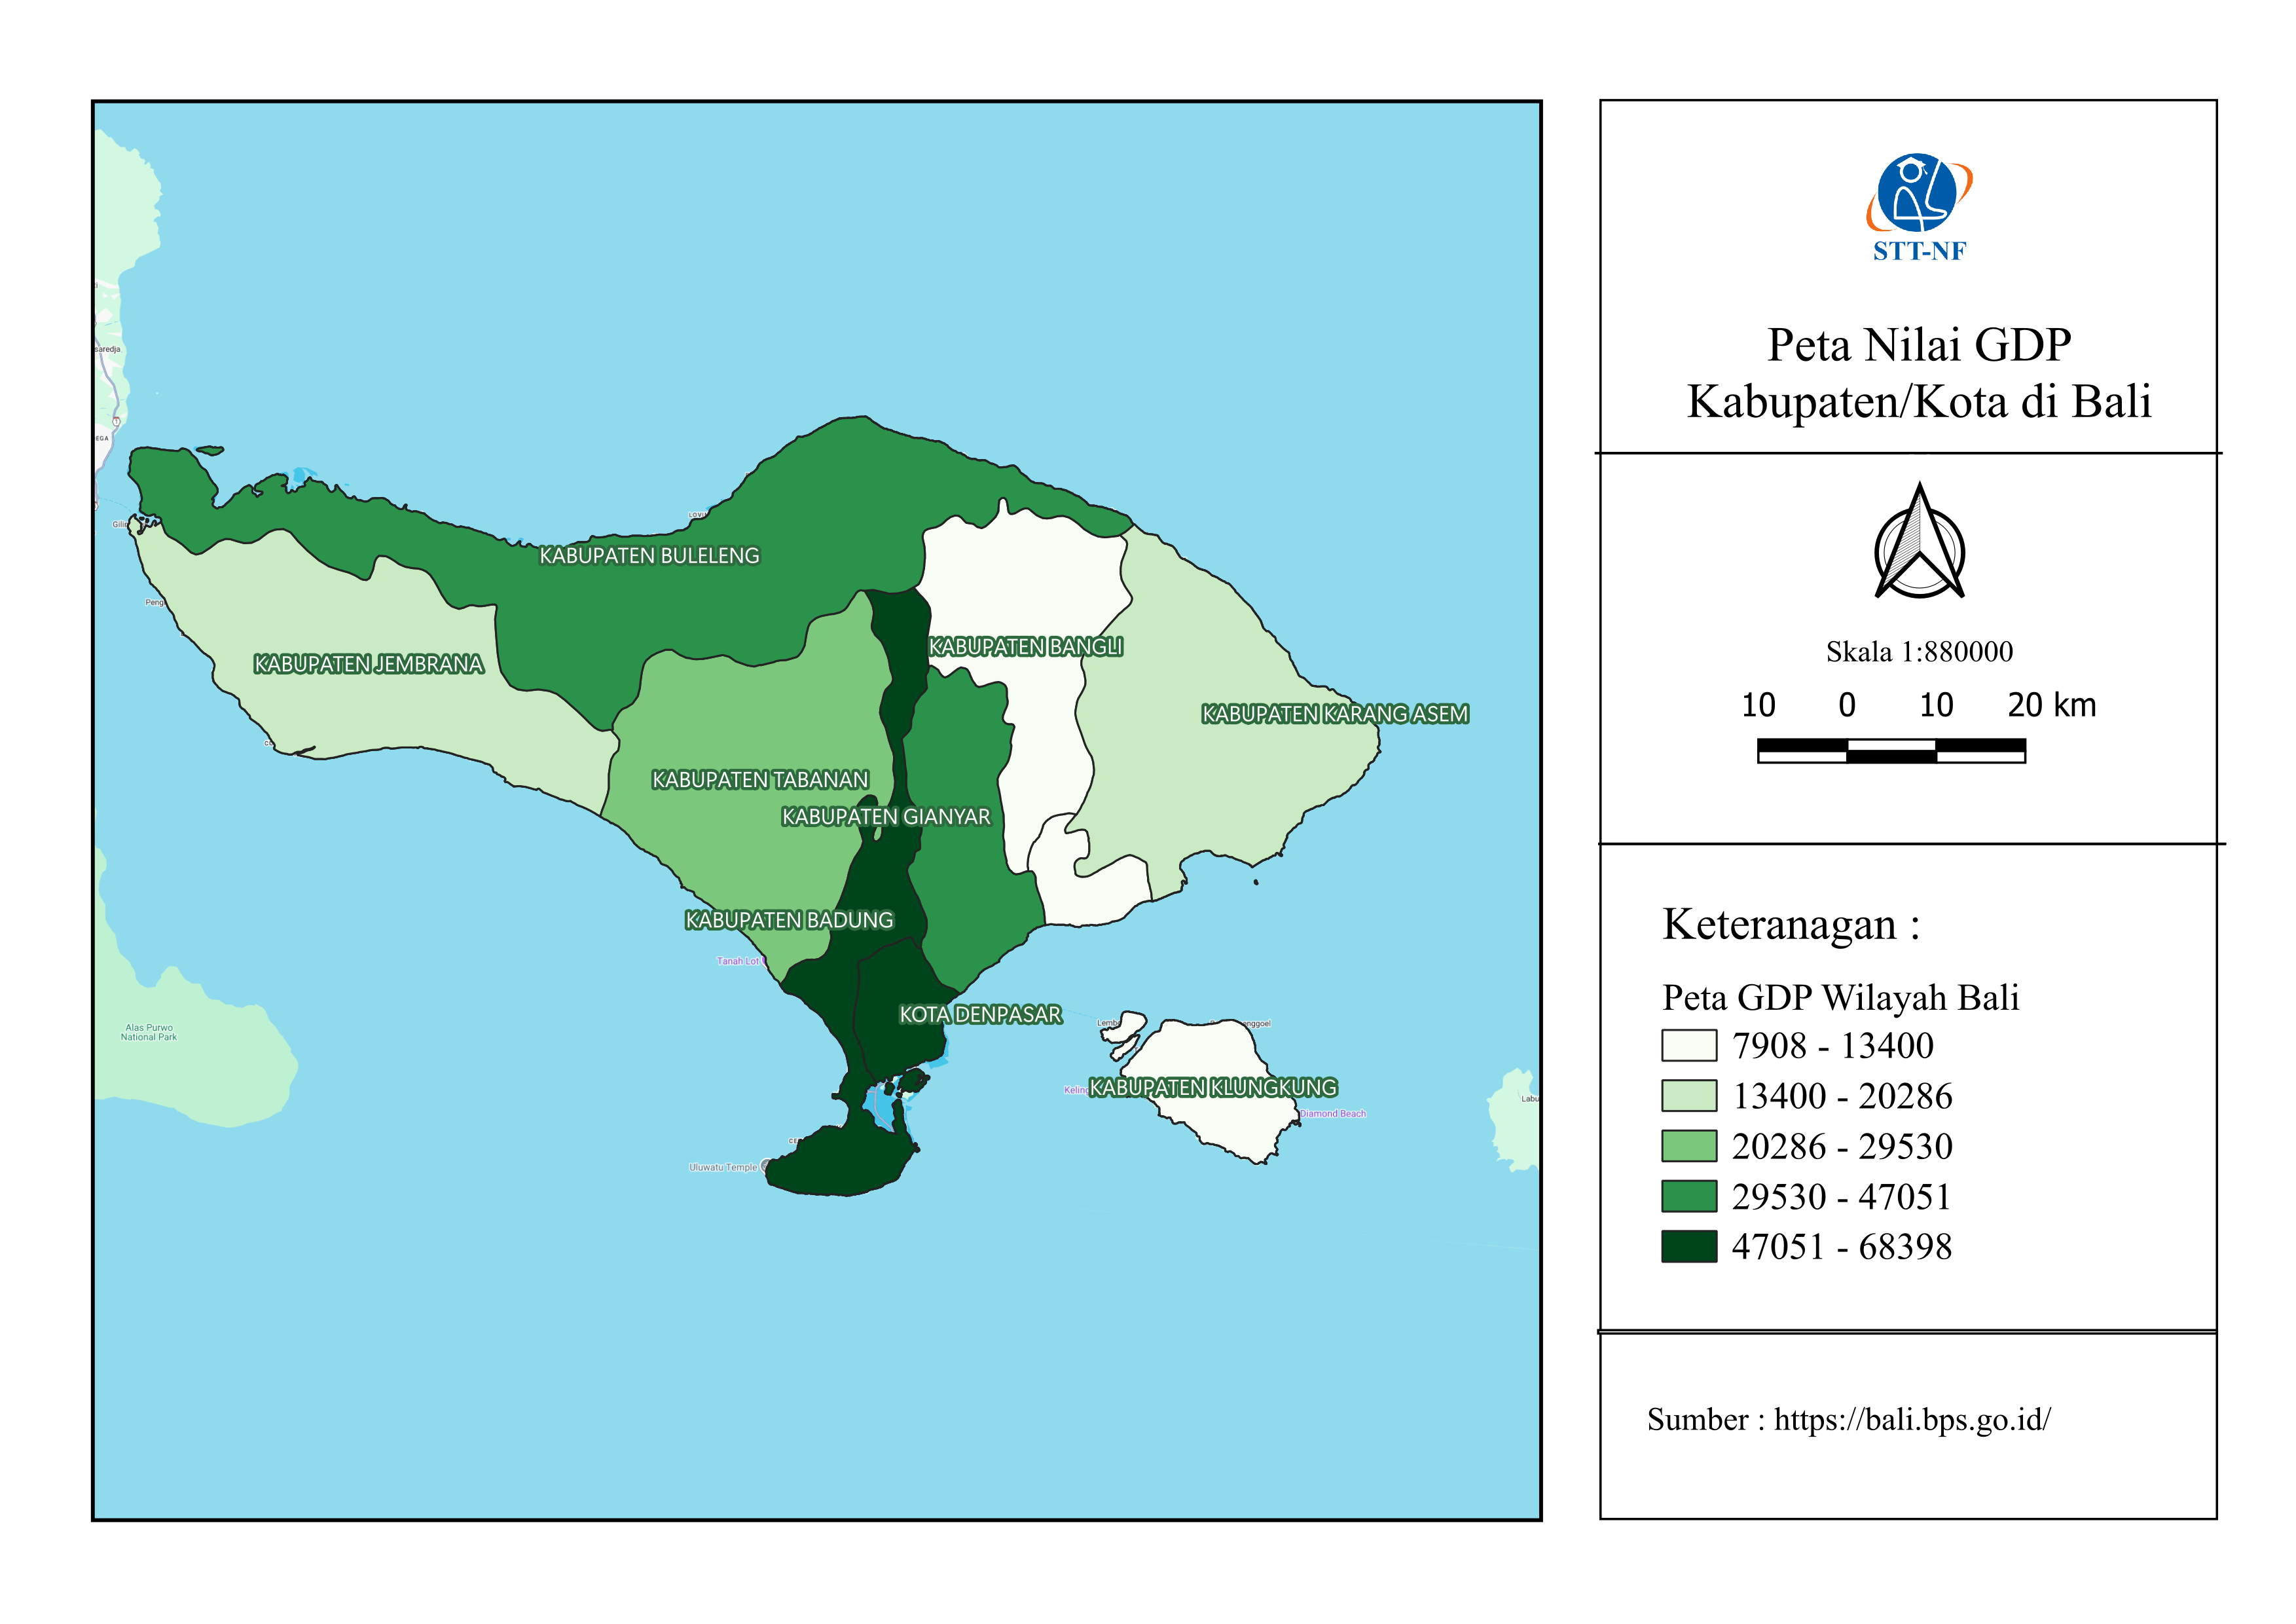 saredja
EGA
KABUPATEN BULELENG
KABUPATEN BANGLI
KABUPATEN JEMBRANA
KABUPATEN KARANG ASEM
KABUPATEN TABANAN
KABUPATEN GIANYAR
KABUPATEN BADUNG
Tanah Lot
KOTA DENPASAR
Alas Purwo
National Park
KABUPATEN KLUNGKUNG
Diamond Beach
Uluwatu Temple
STT-NF
Peta Nilai GDP
Kabupaten/Kota di Bali
Skala 1:880000
10 0 10 20 km
Keteranagan :
Peta GDP Wilayah Bali
7908 - 13400
13400 - 20286
20286 - 29530
29530 - 47051
47051 - 68398
Sumber : https://bali.bps.go.id/